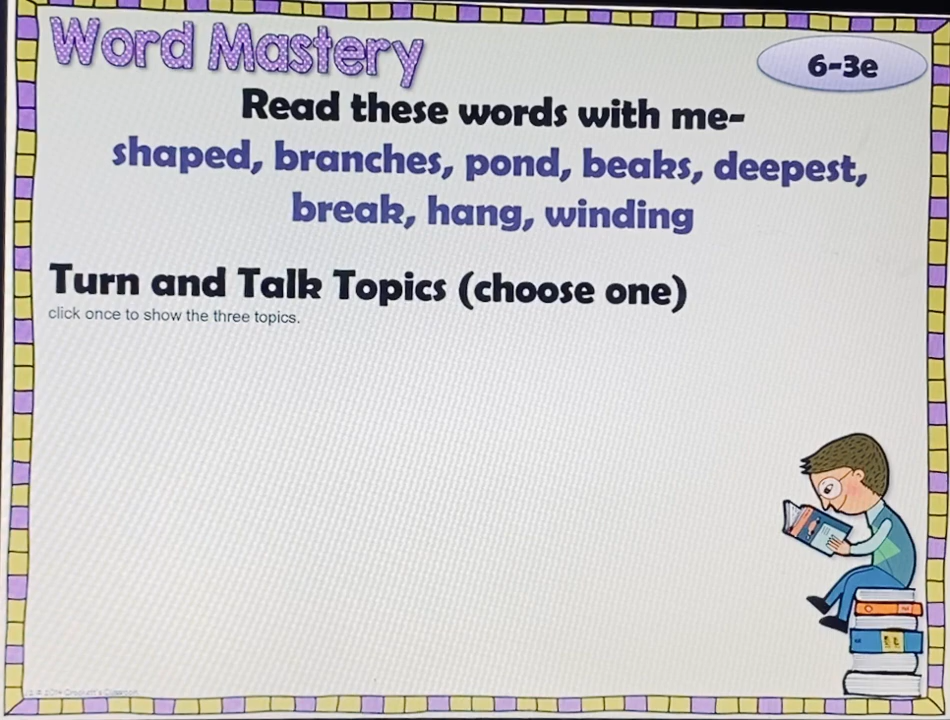 Word Mastery
6-3e
Read these words with me-
shaped, branches, pond, beaks, deepest,
break, hang, winding
Turn and Talk Topics (choose one)
click once to show the three topics.